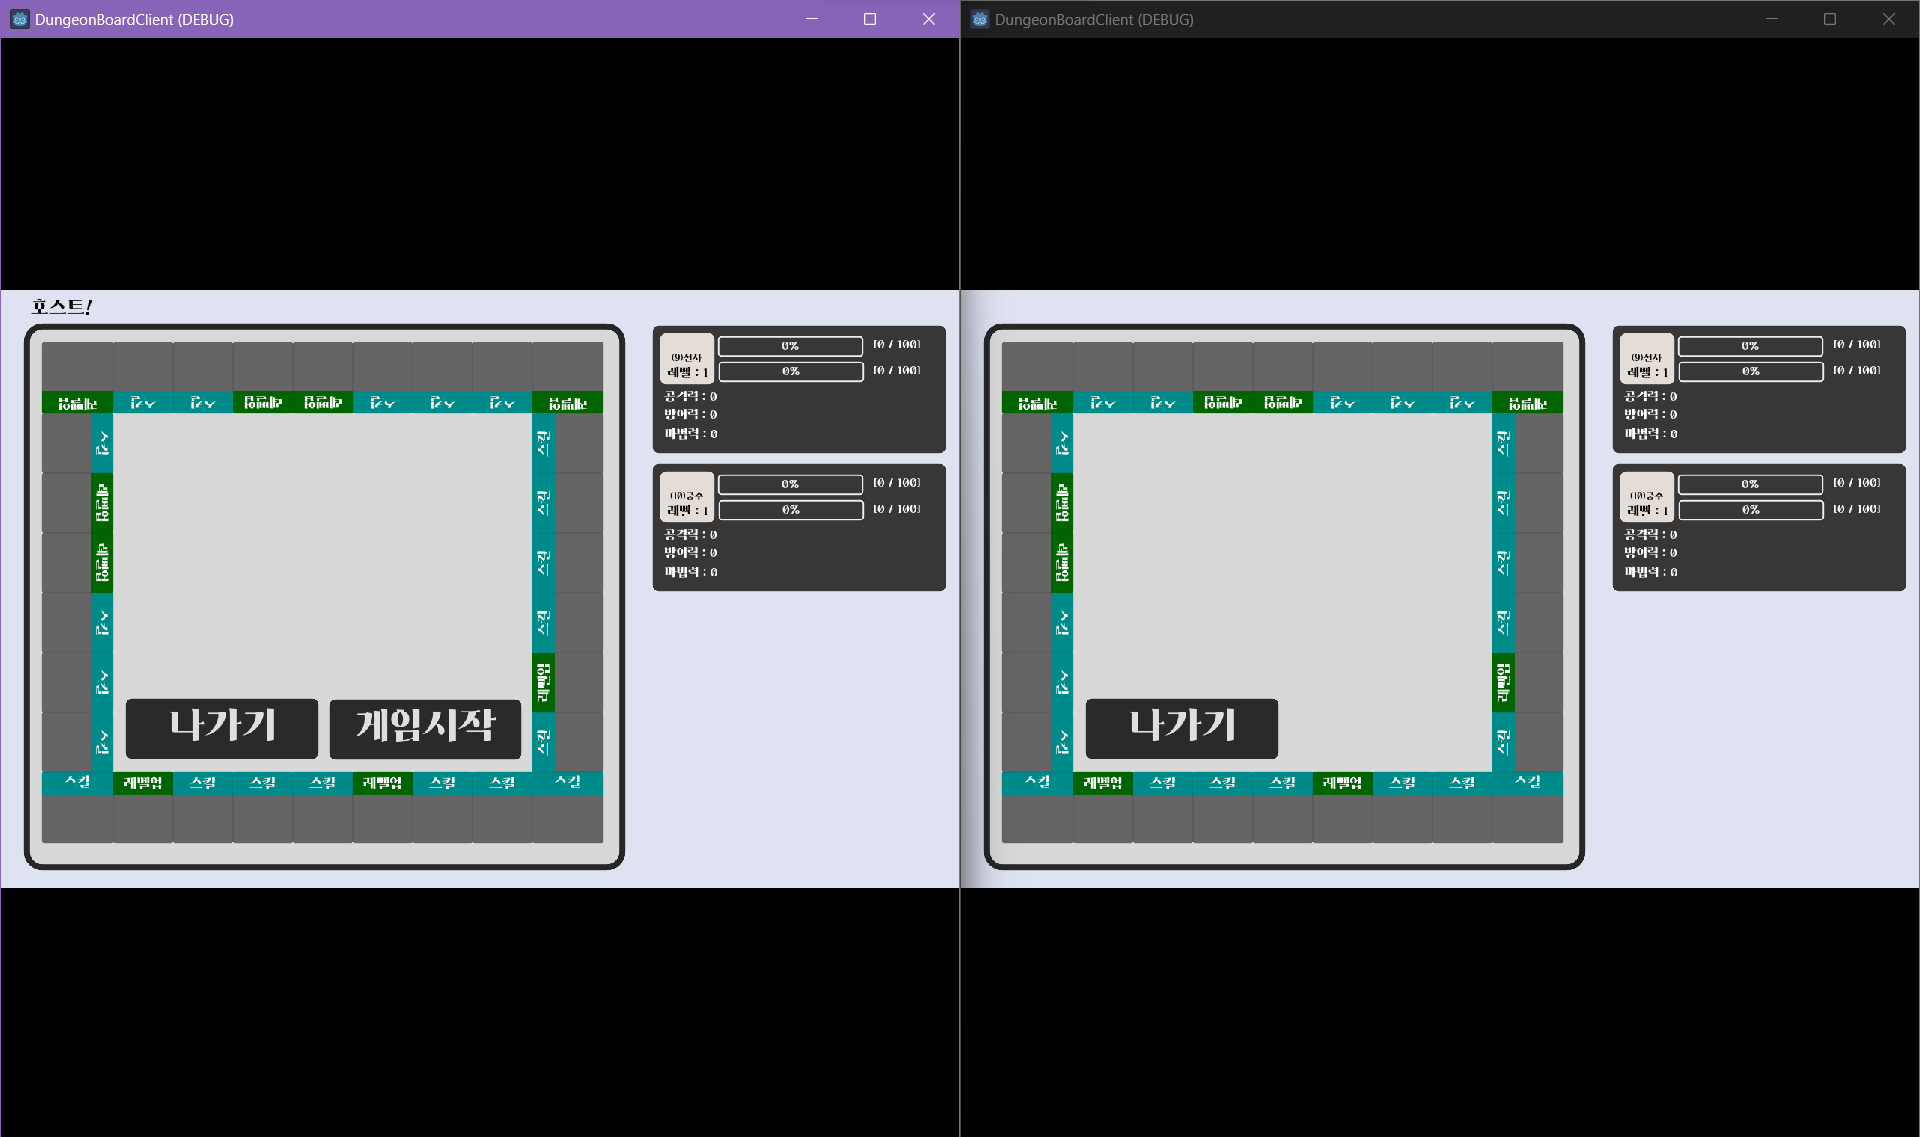 DungeonBoardClient (DEBUG)
호스트!
레벨업 스킬 스킬 레벨업 레벨업 스킬 스킬 스킬 레벨업
스킬 스킬
레벨업 스킬
레벨업 스킬
스킬 스킬
스킬 레벨업
스킬 스킬
나가기 게임시작
스킬 레벨업 스킬 스킬 스킬 레벨업 스킬 스킬 스킬
(9)전사
레벨 : 1
0% [0 / 100]
0% [0 / 100]
공격력 : 0
방어력 : 0
마법력 : 0
(10)궁수
레벨 : 1
0% [0 / 100]
0% [0 / 100]
공격력 : 0
방어력 : 0
마법력 : 0
DungeonBoardClient (DEBUG)
레벨업 스킬 스킬 레벨업 레벨업 스킬 스킬 스킬 레벨업
스킬 스킬
레벨업 스킬
레벨업 스킬
스킬 스킬
스킬 레벨업
스킬 스킬
나가기
스킬 레벨업 스킬 스킬 스킬 레벨업 스킬 스킬 스킬
(9)전사
레벨 : 1
0% [0 / 100]
0% [0 / 100]
공격력 : 0
방어력 : 0
마법력 : 0
(10)궁수
레벨 : 1
0% [0 / 100]
0% [0 / 100]
공격력 : 0
방어력 : 0
마법력 : 0